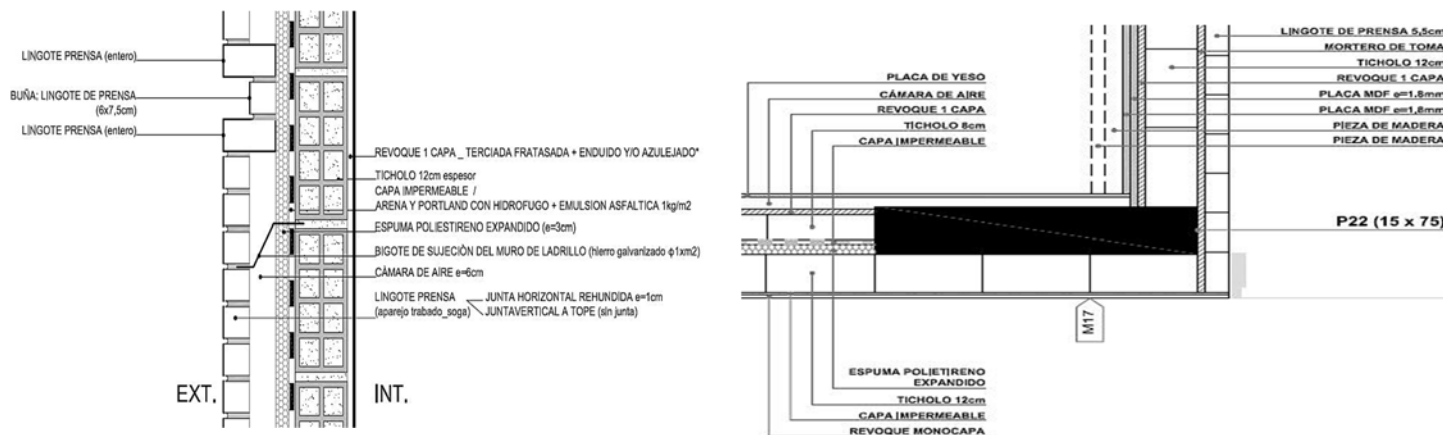 LINGOTE PRENSA (entero)
BUÑA: LINGOTE DE PRENSA
(6x7,5cm)
LINGOTE PRENSA (entero)
REVOQUE 1 CAPA _ TERCIADA FRATASADA + ENDUIDO Y/O AZULEJADO*
TICHOLO 12cm espesor
CAPA IMPERMEABLE /
ARENA Y PORTLAND CON HIDROFUGO + EMULSION ASFALTICA 1kg/m2
ESPUMA POLIESTIRENO EXPANDIDO (e=3cm)
BIGOTE DE SUJECIÓN DEL MURO DE LADRILLO (hierro galvanizado φ1xm2)
CÁMARA DE AIRE e=6cm
LINGOTE PRENSA
(aparejo trabado_soga)
JUNTA HORIZONTAL REHUNDIDA e=1cm
JUNTAVERTICAL A TOPE (sin junta)
EXT.
INT.
PLACA DE YESO
CÁMARA DE AIRE
REVOQUE 1 CAPA
TICHOLO 8cm
CAPA IMPERMEABLE
LINGOTE DE PRENSA 5,5cm
MORTERO DE TOMA
TICHOLO 12cm
REVOQUE 1 CAPA
PLACA MDF e=1.8mm
PLACA MDF e=1,8mm
PIEZA DE MADERA
PIEZA DE MADERA
P22 (15 x 75)
M17
ESPUMA POLIETIRENO
EXPANDIDO
TICHOLO 12cm
CAPA IMPERMEABLE
REVOQUE MONOCAPA